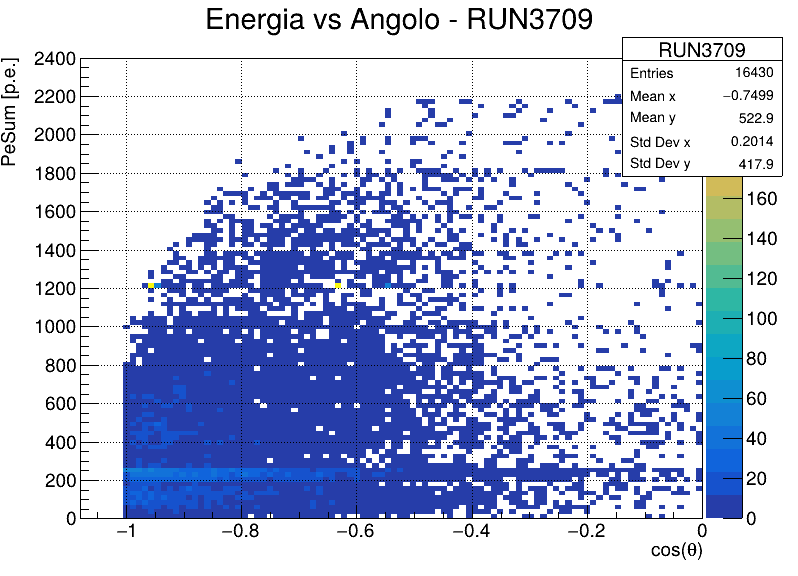 Energia vs Angolo - RUN3709
RUN3709
Entries 16430
Mean x −0.7499
Mean y 522.9
Std Dev x 0.2014
Std Dev y 417.9
PeSum [p.e.]
2400
2200
2000
1800
1600
1400
1200
1000
800
600
400
200
0
−1 −0.8 −0.6 −0.4 −0.2 0
cos(θ)
160
140
120
100
80
60
40
20
0